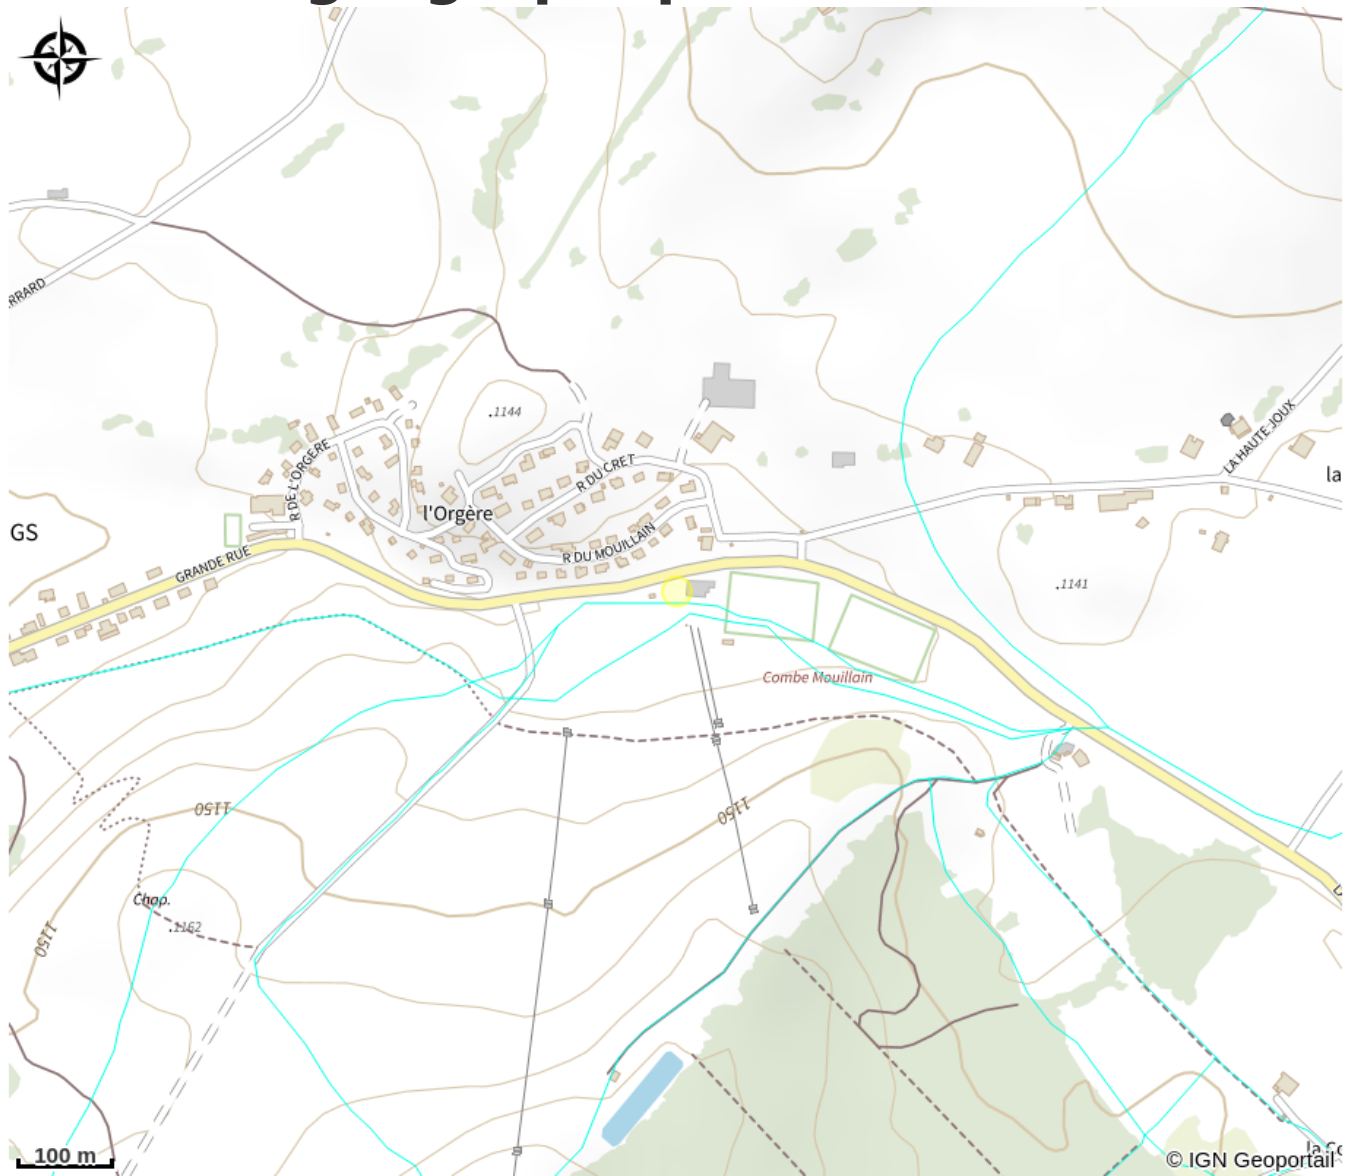 RRARD
.1144
LA HAUTE JOUX
R DE L'ORGERE
R DU CRET
la
l'Orgère
GS
R DU MOUILLAIN
GRANDE RUE
.1141
Combe Mouillain
1150
1150
Chap.
.1162
1150
100 m
© IGN Geoportail